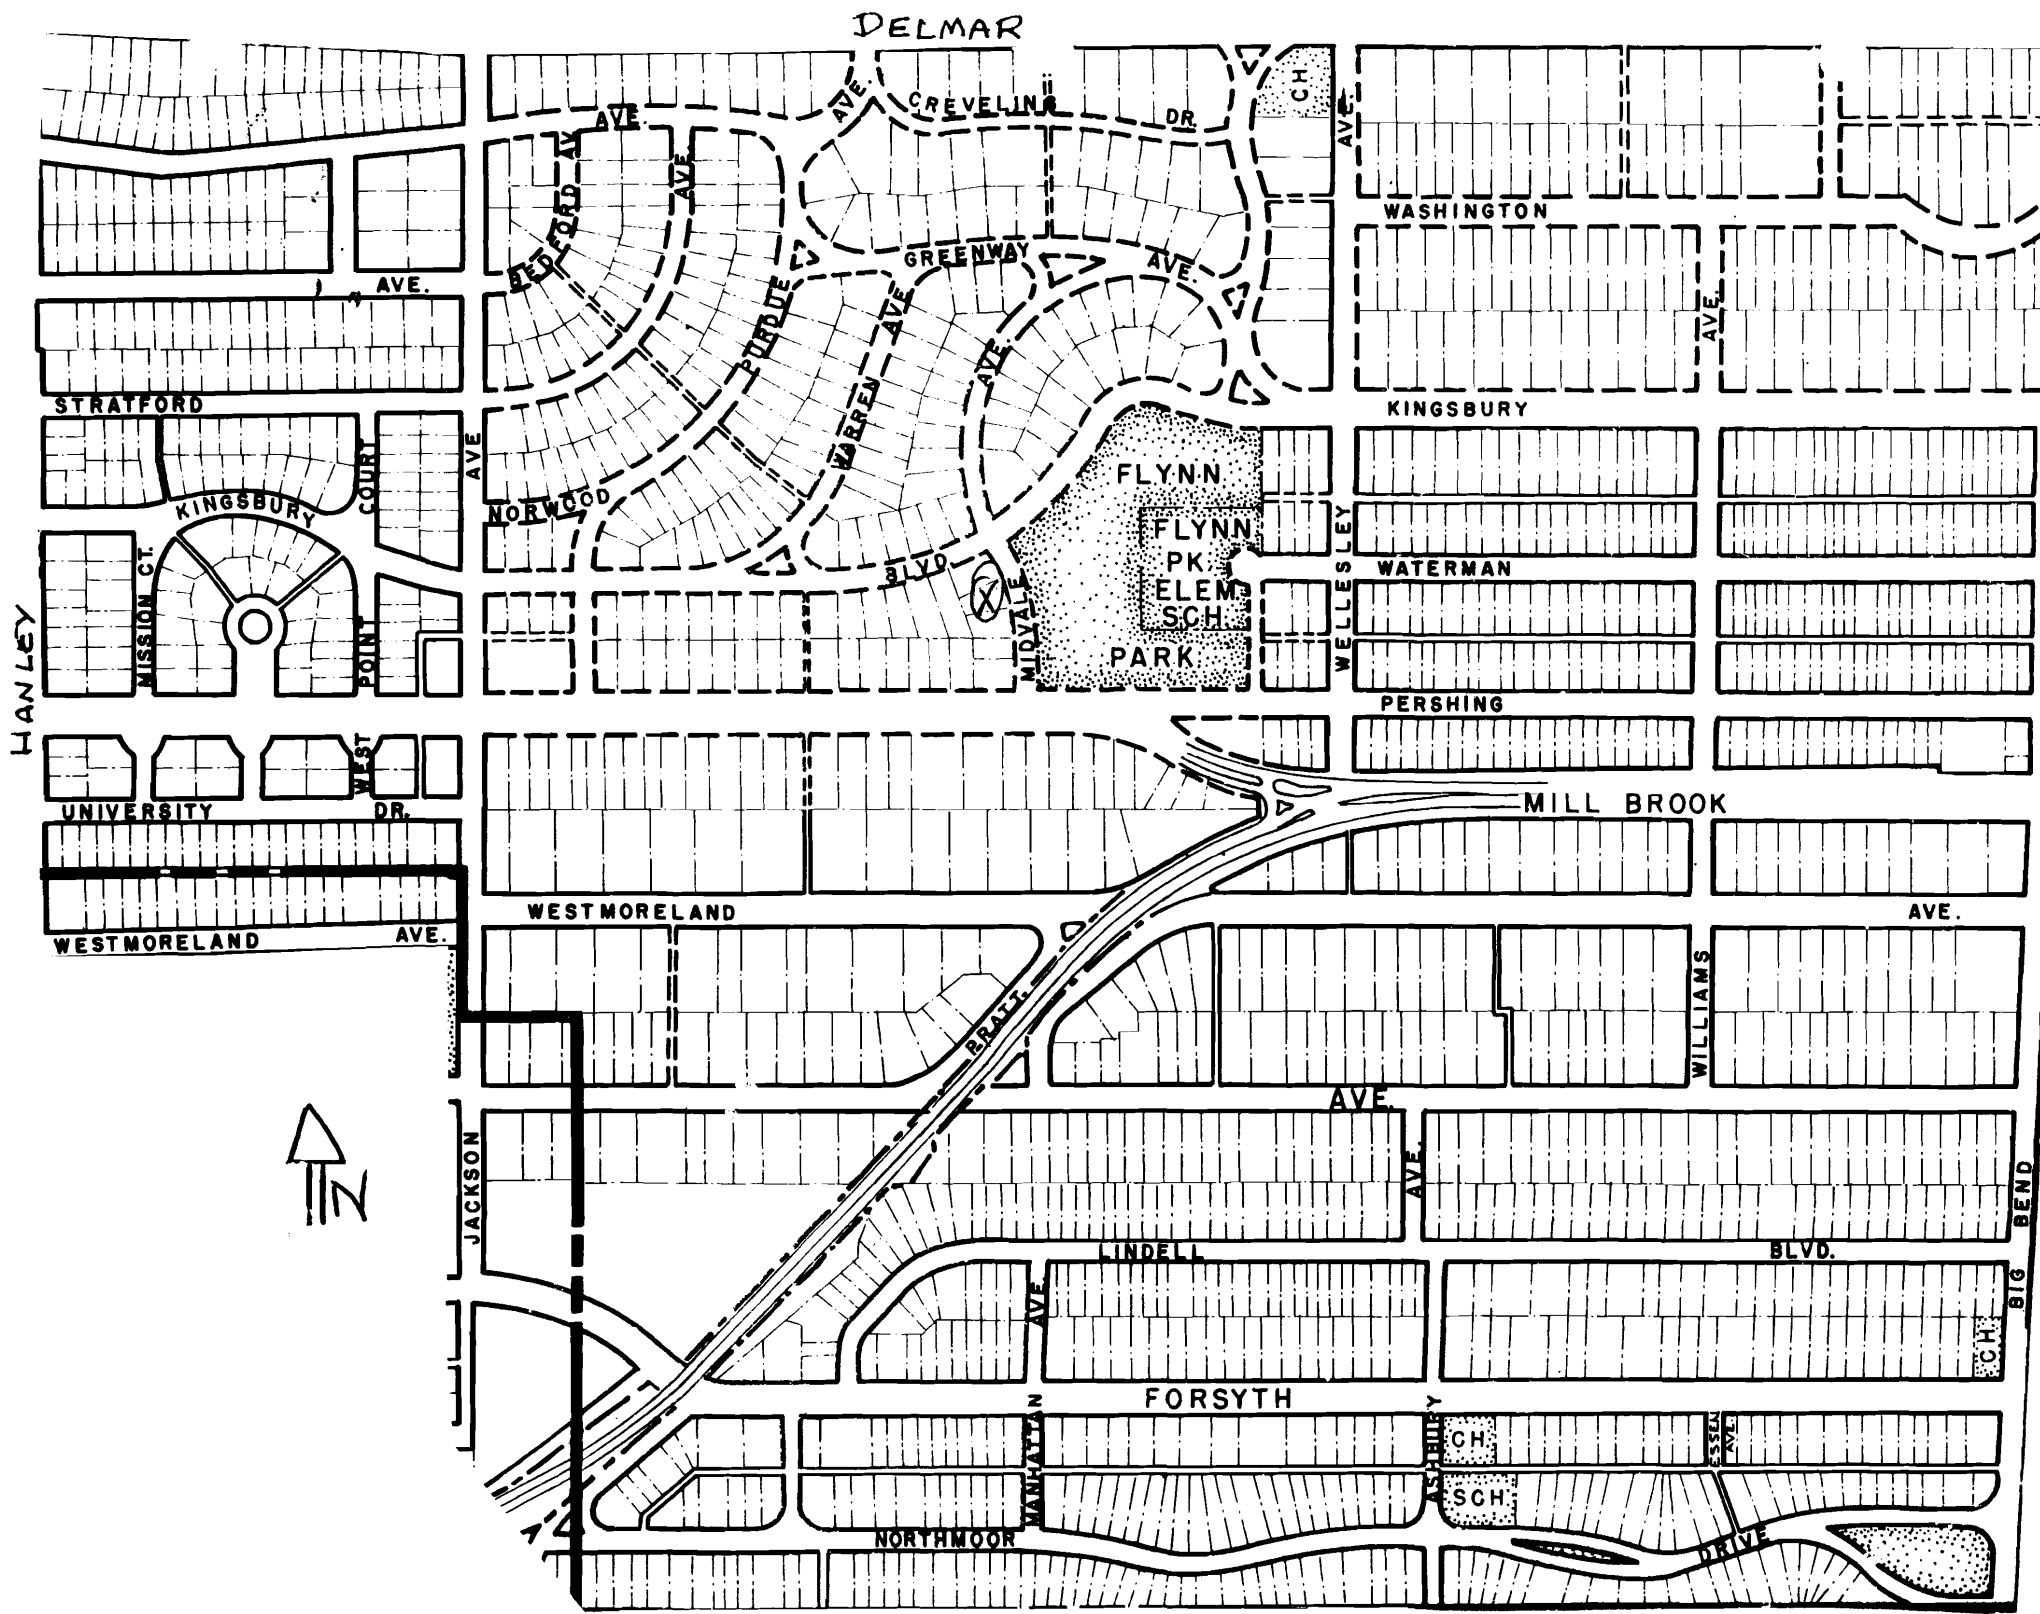 DELMAR
CREVELING
DR.
AVE.
AVE.
CH
AVE.
BEDFORD AV
AVE.
WASHINGTON
GREENWAY
AVE.
AVE.
PURDUE
AVE.
AVE.
AVE.
STRATFORD
KINGSBURY
WARREN
COURT
AVE
FLYNN
NORWOOD
KINGSBURY
FLYNN
PK
ELEM
SCH.
PARK
WELLESLEY
WATERMAN
BLVD
X
MIDVALE
MISSION CT.
POINT
HANLEY
PERSHING
WEST
UNIVERSITY
DR.
MILL BROOK
WESTMORELAND
AVE.
WESTMORELAND
AVE.
WILLIAMS
PRATT.
AVE.
N
JACKSON
AVE.
BIG BEND
LINDELL
BLVD.
AVE.
CH
FORSYTH
MANHATTAN
ASHBURY
CH
ESSEX
AVE.
SCH.
NORTHMOOR
DRIVE